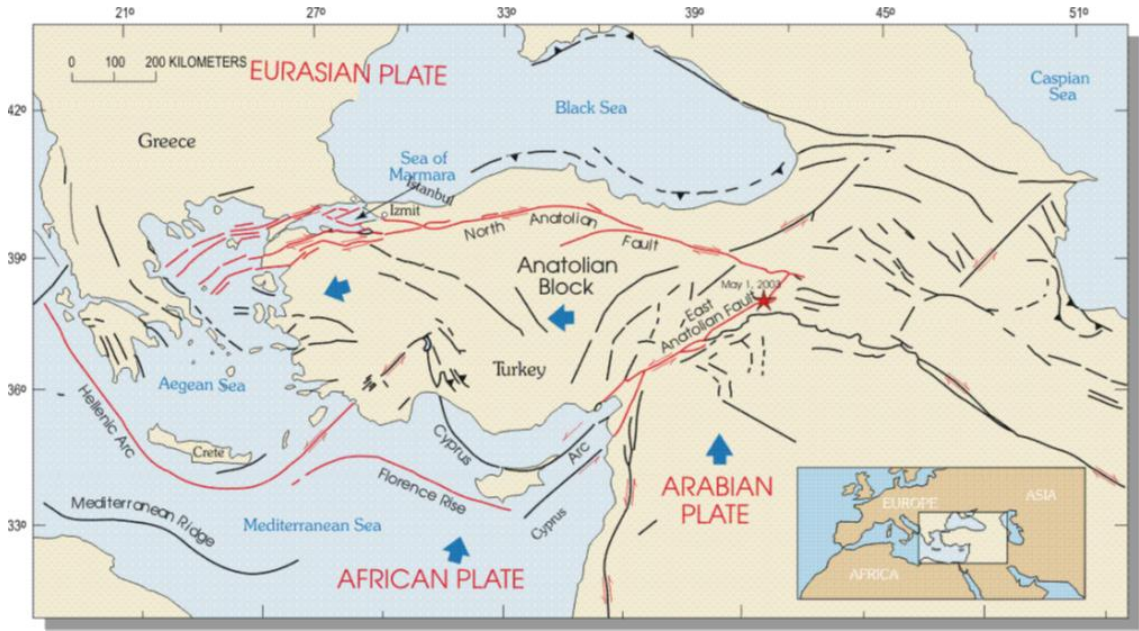 21° 27° 33° 39° 45° 51°
0 100 200 KILOMETERS
EURASIAN PLATE
Caspian
Sea
Black Sea
42°
Greece
Sea of
Marmara
Istanbul
Izmit
North Anatolian Fault
39°
Anatolian
Block
May 1, 2003
East
Anatolian Fault
Turkey
Aegean Sea
36°
Hellenic Arc
Crete
Cyprus Arc
Florence Rise
Cyprus
ARABIAN
PLATE
Mediterranean Ridge
Mediterranean Sea
33°
AFRICAN PLATE
EUROPE
ASIA
AFRICA